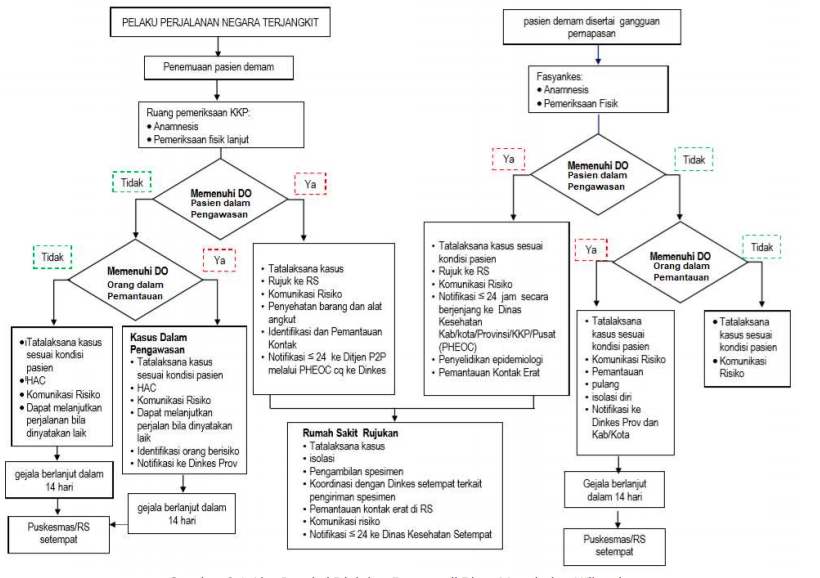 PELAKU PERJALANAN NEGARA TERJANGKIT
Penemuaan pasien demam
Ruang pemeriksaan KKP:
• Anamnesis
• Pemeriksaan fisik lanjut
Tidak
Memenuhi DO
Pasien dalam
Pengawasan
Ya
Tidak
Memenuhi DO
Orang dalam
Pemantauan
Ya
• Tatalaksana kasus
• Rujuk ke RS
• Komunikasi Risiko
• Penyehatan barang dan alat
angkut
• Identifikasi dan Pemantauan
Kontak
• Notifikasi ≤ 24 ke Ditjen P2P
melalui PHEOC cq ke Dinkes
• Tatalaksana kasus
sesuai kondisi
pasien
• HAC
• Komunikasi Risiko
• Dapat melanjutkan
perjalanan bila
dinyatakan laik
Kasus Dalam
Pengawasan
• Tatalaksana kasus
sesuai kondisi pasien
• HAC
• Komunikasi Risiko
• Dapat melanjutkan
perjalan bila dinyatakan
laik
• Identifikasi orang berisiko
• Notifikasi ke Dinkes Prov
gejala berlanjut dalam
14 hari
gejala berlanjut dalam
14 hari
Puskesmas/RS
setempat
pasien demam disertai gangguan
pernapasan
Fasyankes:
• Anamnesis
• Pemeriksaan Fisik
Ya
Memenuhi DO
Pasien dalam
Pengawasan
Tidak
• Tatalaksana kasus sesuai
kondisi pasien
• Rujuk ke RS
• Komunikasi Risiko
• Notifikasi ≤ 24 jam secara
berjenjang ke Dinas
Kesehatan
Kab/kota/Provinsi/KKP/Pusat
(PHEOC)
• Penyelidikan epidemiologi
• Pemantauan Kontak Erat
Ya
Memenuhi DO
Orang dalam
Pemantauan
Tidak
• Tatalaksana
kasus sesuai
kondisi pasien
• Komunikasi Risiko
• Pemantauan
• pulang
• isolasi diri
• Notifikasi ke
Dinkes Prov dan
Kab/Kota
• Tatalaksana
kasus sesuai
kondisi pasien
• Komunikasi
Risiko
Rumah Sakit Rujukan
• Tatalaksana kasus
• isolasi
• Pengambilan spesimen
• Koordinasi dengan Dinkes setempat terkait
pengiriman spesimen
• Pemantauan kontak erat di RS
• Komunikasi risiko
• Notifikasi ≤ 24 ke Dinas Kesehatan Setempat
Gejala berlanjut
dalam 14 hari
Puskesmas/RS
setempat